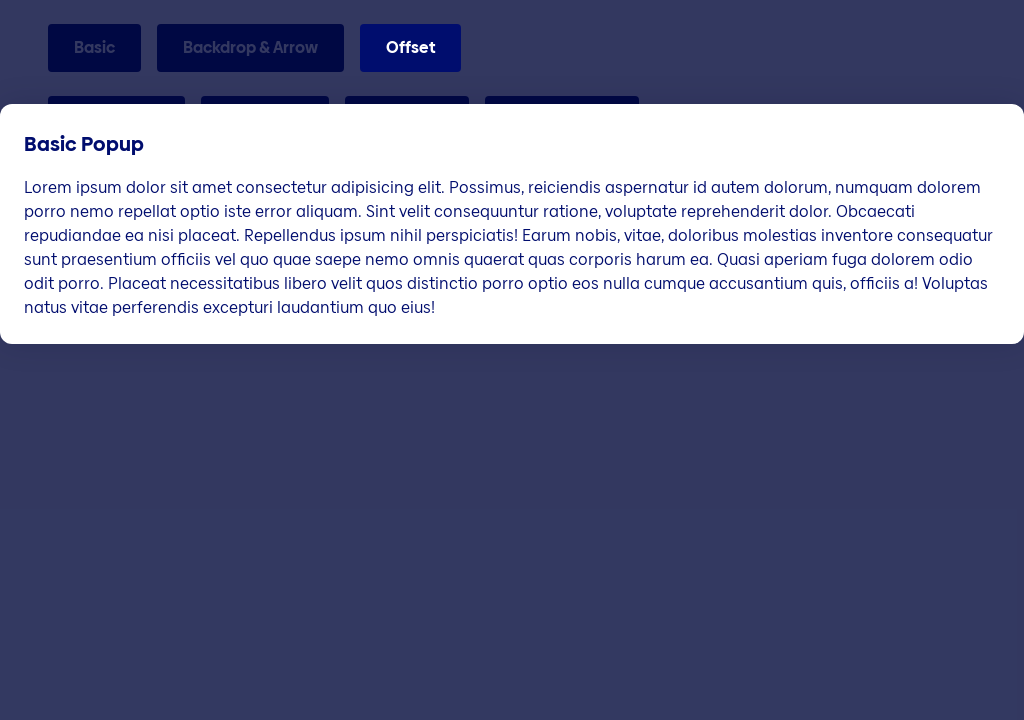 Basic
Backdrop & Arrow
Offset
Basic Popup
Lorem ipsum dolor sit amet consectetur adipisicing elit. Possimus, reiciendis aspernatur id autem dolorum, numquam dolorem
porro nemo repellat optio iste error aliquam. Sint velit consequuntur ratione, voluptate reprehenderit dolor. Obcaecati
repudiandae ea nisi placeat. Repellendus ipsum nihil perspiciatis! Earum nobis, vitae, doloribus molestias inventore consequatur
sunt praesentium officiis vel quo quae saepe nemo omnis quaerat quas corporis harum ea. Quasi aperiam fuga dolorem odio
odit porro. Placeat necessitatibus libero velit quos distinctio porro optio eos nulla cumque accusantium quis, officiis a! Voluptas
natus vitae perferendis excepturi laudantium quo eius!